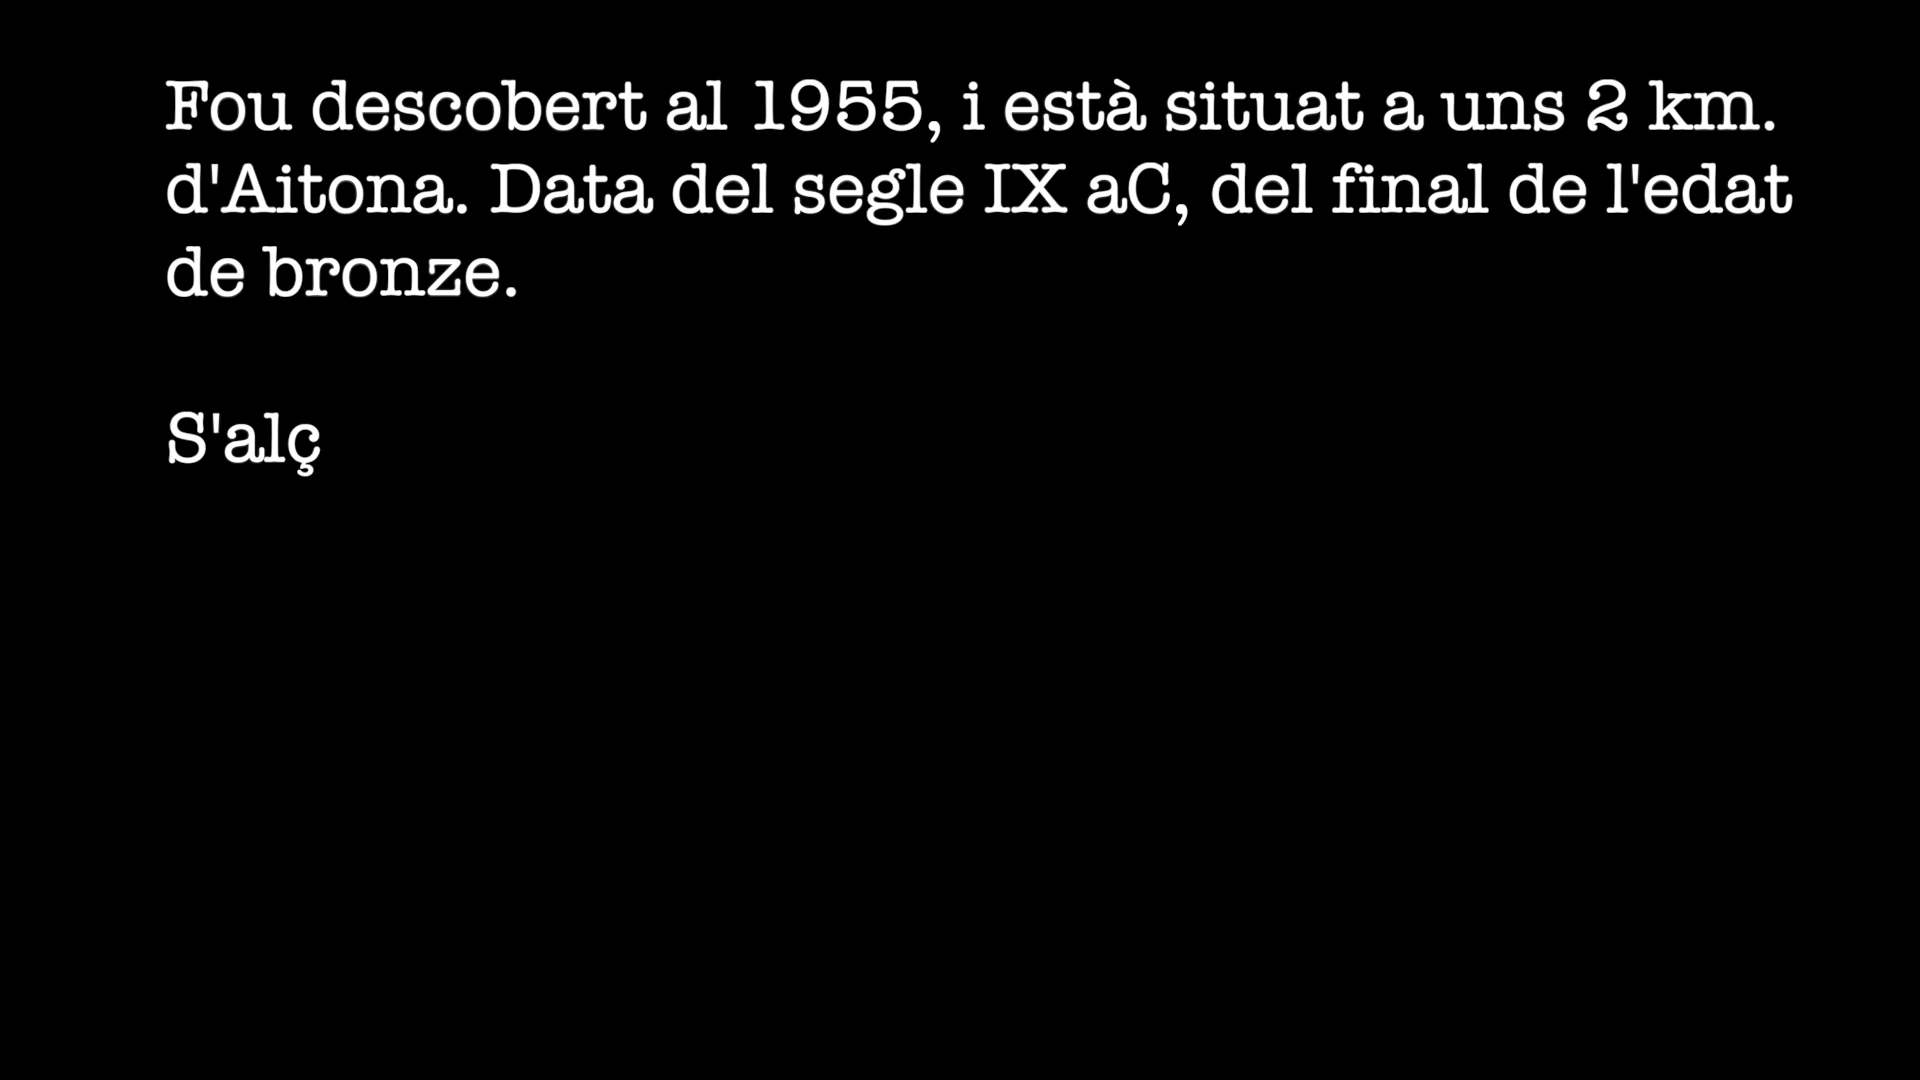 Fou descobert al 1955, i està situat a uns 2 km.
d'Aitona. Data del segle IX aC, del final de l'edat
de bronze.
S'alç